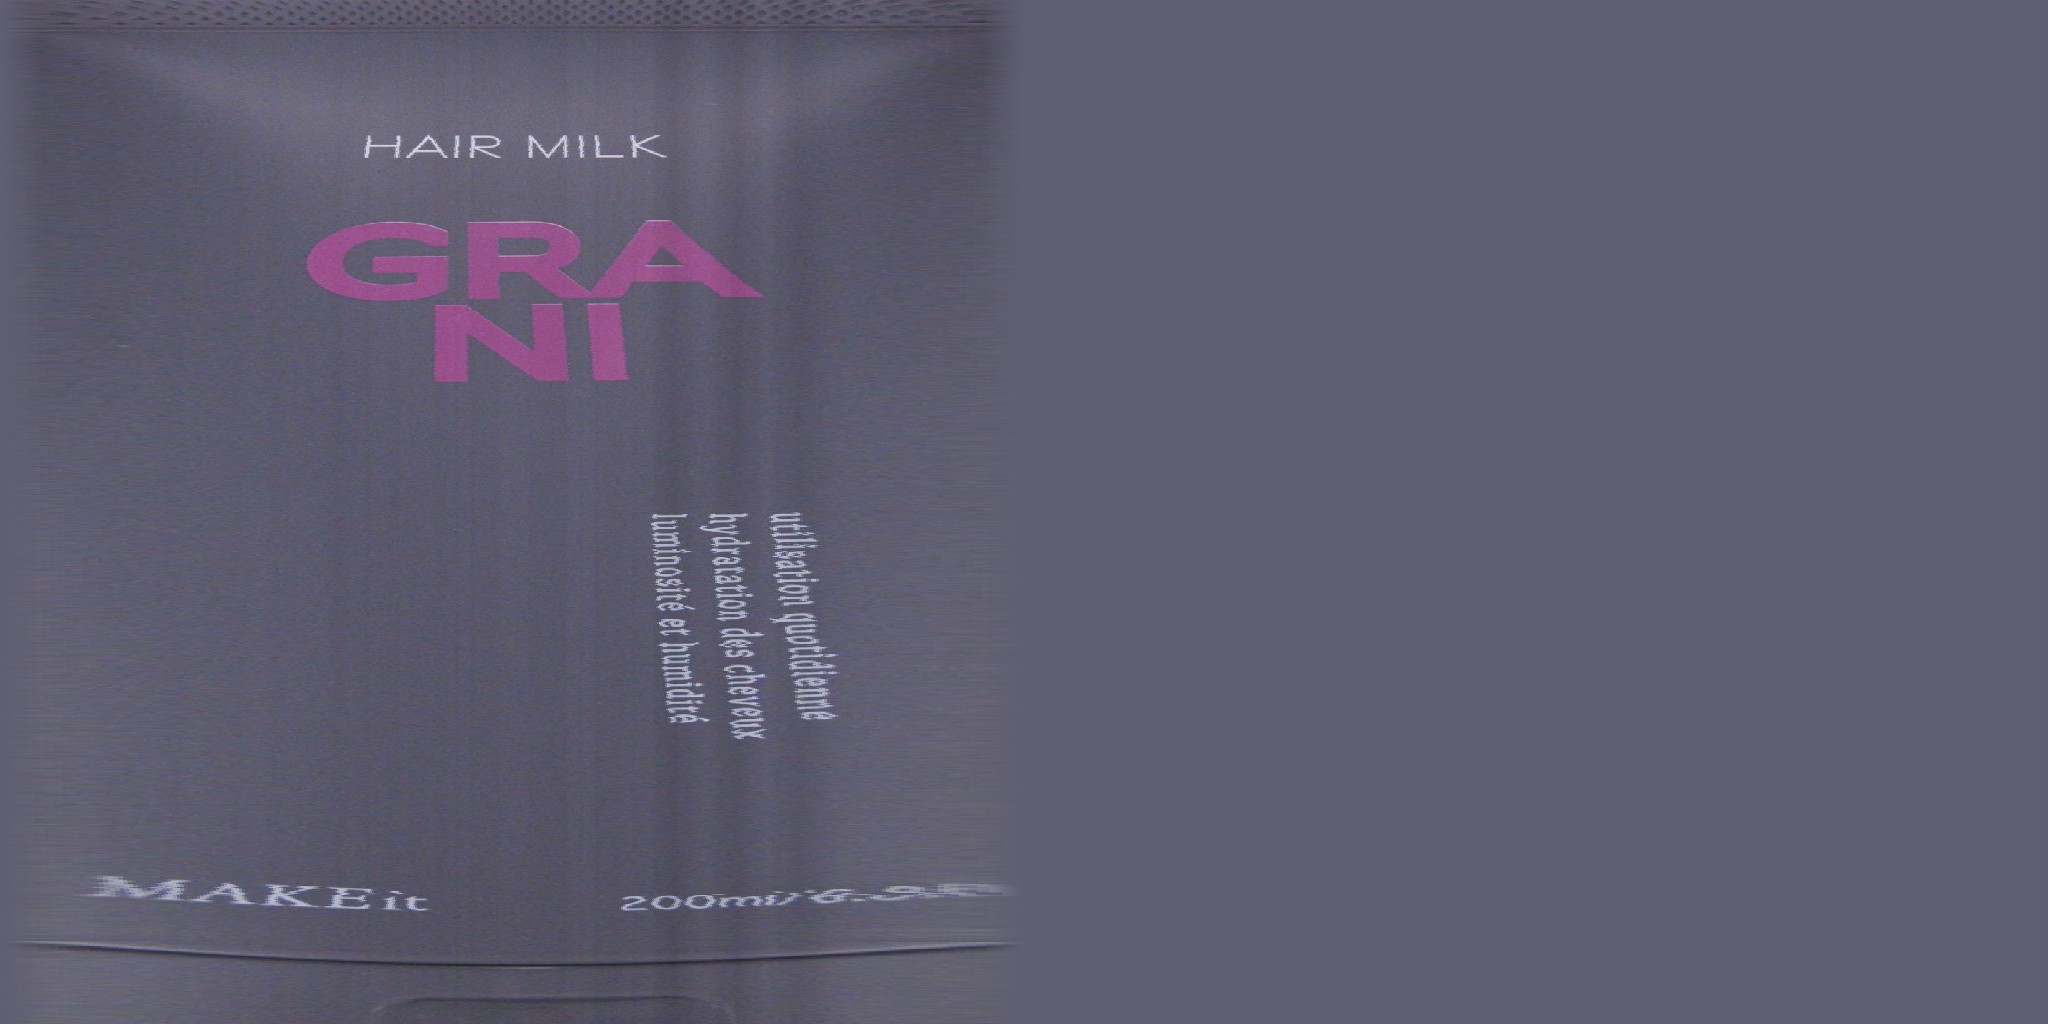 HAIR MILK
GRA
NI
utilisation quotidienne
hydratation des cheveux
luminosité et humidité
MAKEit
200ml/